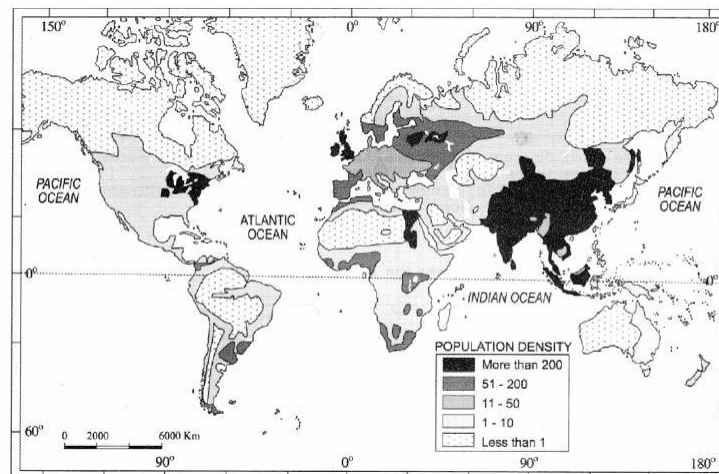 150°
0°
90°
180°
PACIFIC
OCEAN
ATLANTIC
OCEAN
PACIFIC
OCEAN
0°
INDIAN OCEAN
0°
POPULATION DENSITY
More than 200
51 - 200
11 - 50
1 - 10
Less than 1
60°
0 2000 6000 Km
90°
0°
90°
180°